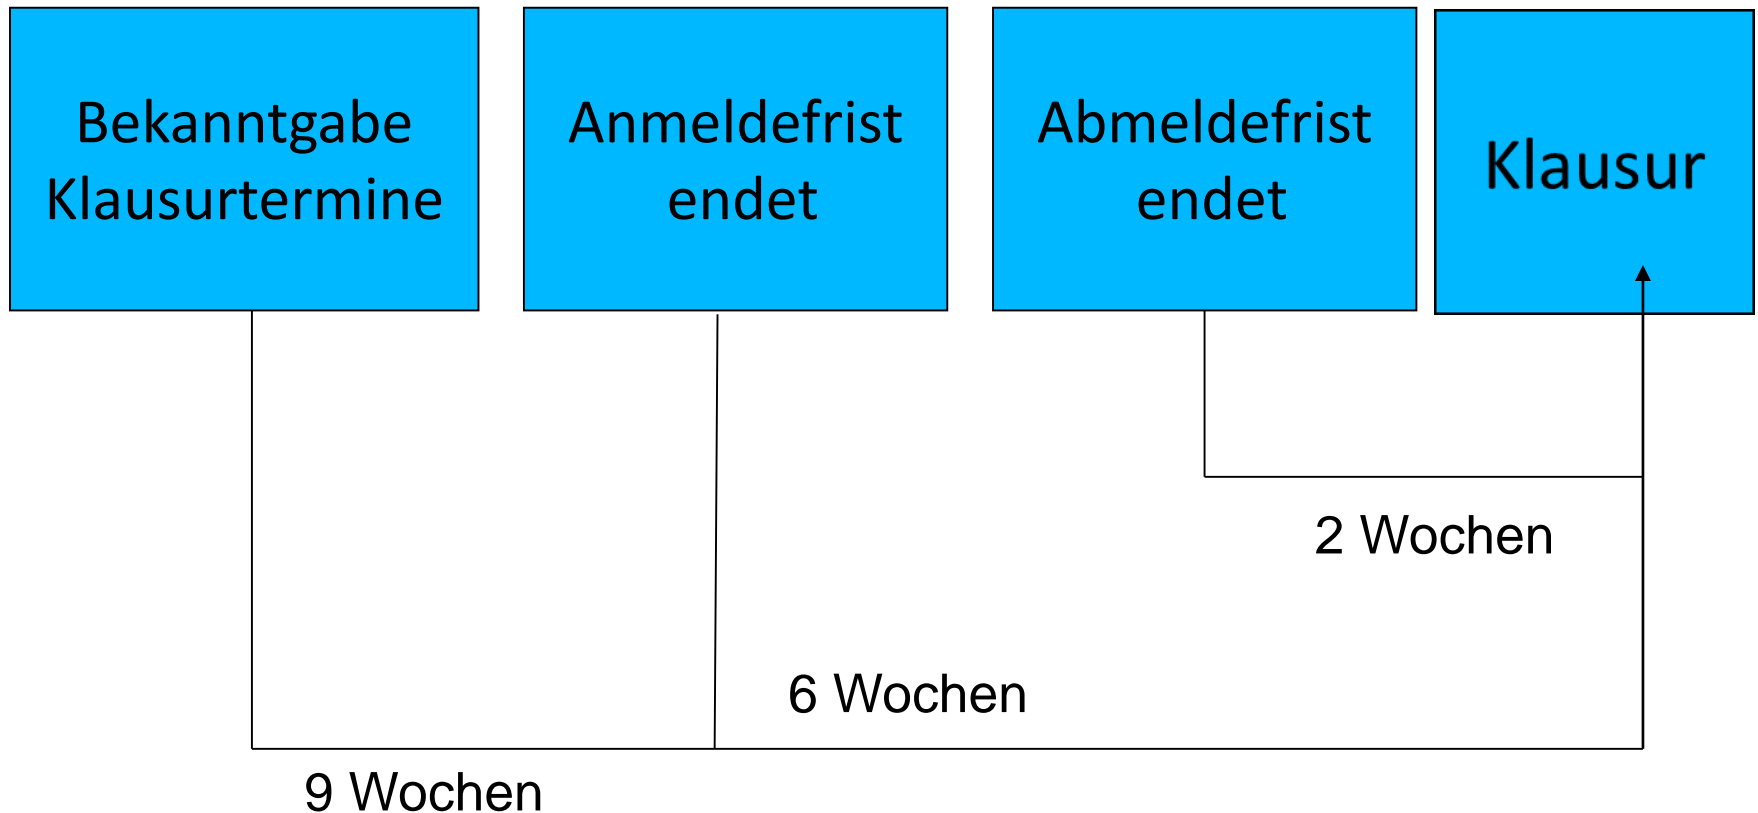 Bekanntgabe
Klausurtermine
Anmeldefrist
endet
Abmeldefrist
endet
Klausur
2 Wochen
6 Wochen
9 Wochen